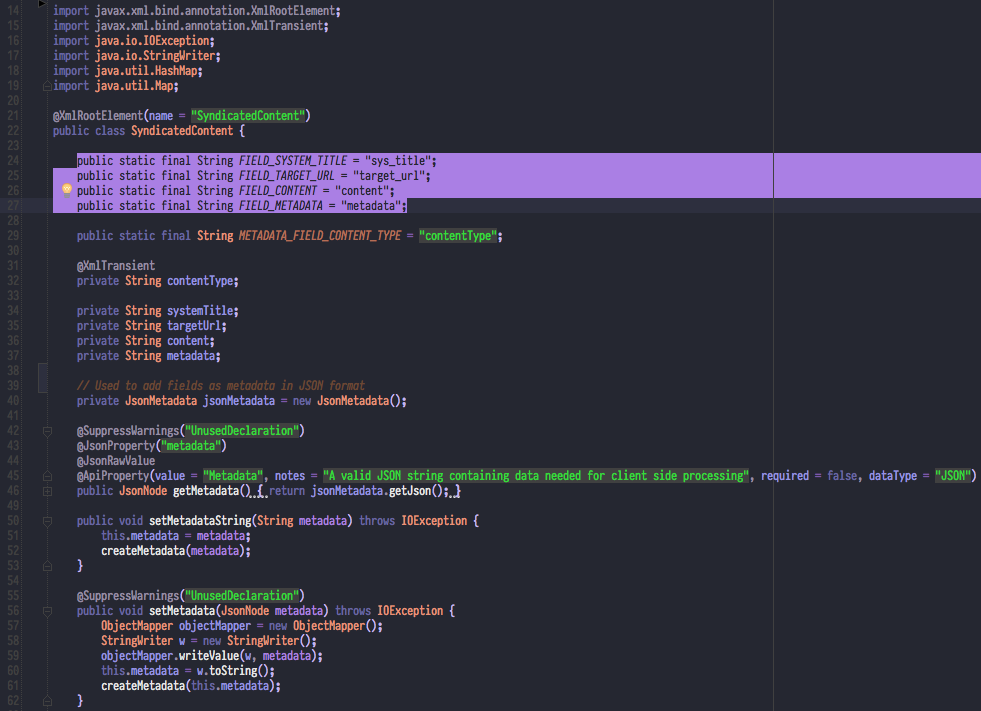 14 import javax.xml.bind.annotation.XmlRootElement;
15 import javax.xml.bind.annotation.XmlTransient;
16 import java.io.IOException;
17 import java.io.StringWriter;
18 import java.util.HashMap;
19 import java.util.Map;
20
21 @XmlRootElement(name = "SyndicatedContent")
22 public class SyndicatedContent {
23
24 public static final String FIELD_SYSTEM_TITLE = "sys_title";
25 public static final String FIELD_TARGET_URL = "target_url";
26 public static final String FIELD_CONTENT = "content";
27 public static final String FIELD_METADATA = "metadata";
28
29 public static final String METADATA_FIELD_CONTENT_TYPE = "contentType";
30
31 @XmlTransient
32 private String contentType;
33
34 private String systemTitle;
35 private String targetUrl;
36 private String content;
37 private String metadata;
38
39 // Used to add fields as metadata in JSON format
40 private JsonMetadata jsonMetadata = new JsonMetadata();
41
42 @SuppressWarnings("UnusedDeclaration")
43 @JsonProperty("metadata")
44 @JsonRawValue
45 @ApiProperty(value = "Metadata", notes = "A valid JSON string containing data needed for client side processing", required = false, dataType = "JSON")
46 public JsonNode getMetadata() { return jsonMetadata.getJson(); }
49
50 public void setMetadataString(String metadata) throws IOException {
51 this.metadata = metadata;
52 createMetadata(metadata);
53 }
54
55 @SuppressWarnings("UnusedDeclaration")
56 public void setMetadata(JsonNode metadata) throws IOException {
57 ObjectMapper objectMapper = new ObjectMapper();
58 StringWriter w = new StringWriter();
59 objectMapper.writeValue(w, metadata);
60 this.metadata = w.toString();
61 createMetadata(this.metadata);
62 }